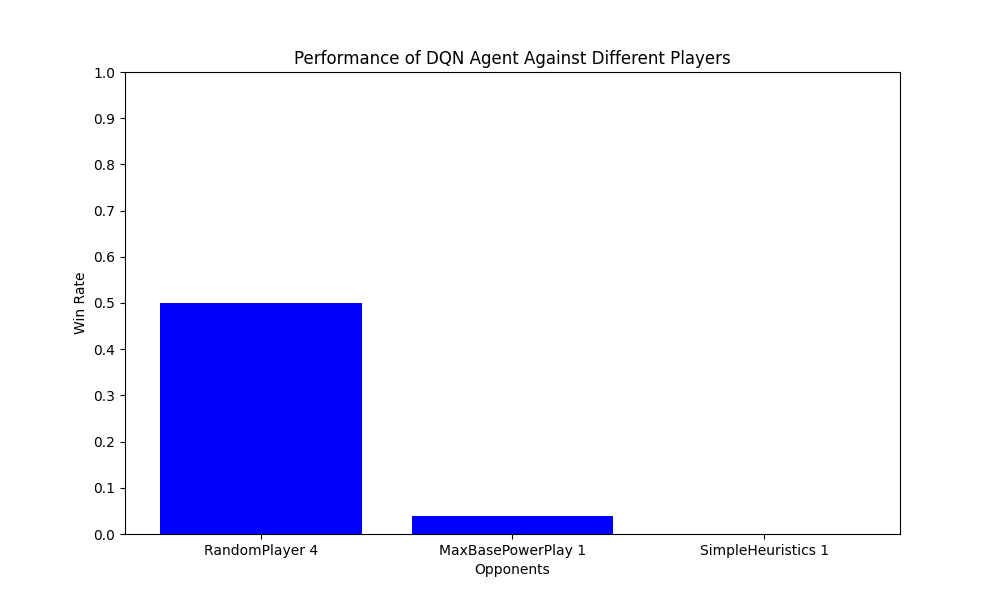 Performance of DQN Agent Against Different Players
1.0
0.9
0.8
0.7
0.6
0.5
0.4
0.3
0.2
0.1
0.0
Win Rate
RandomPlayer 4
MaxBasePowerPlay 1
SimpleHeuristics 1
Opponents